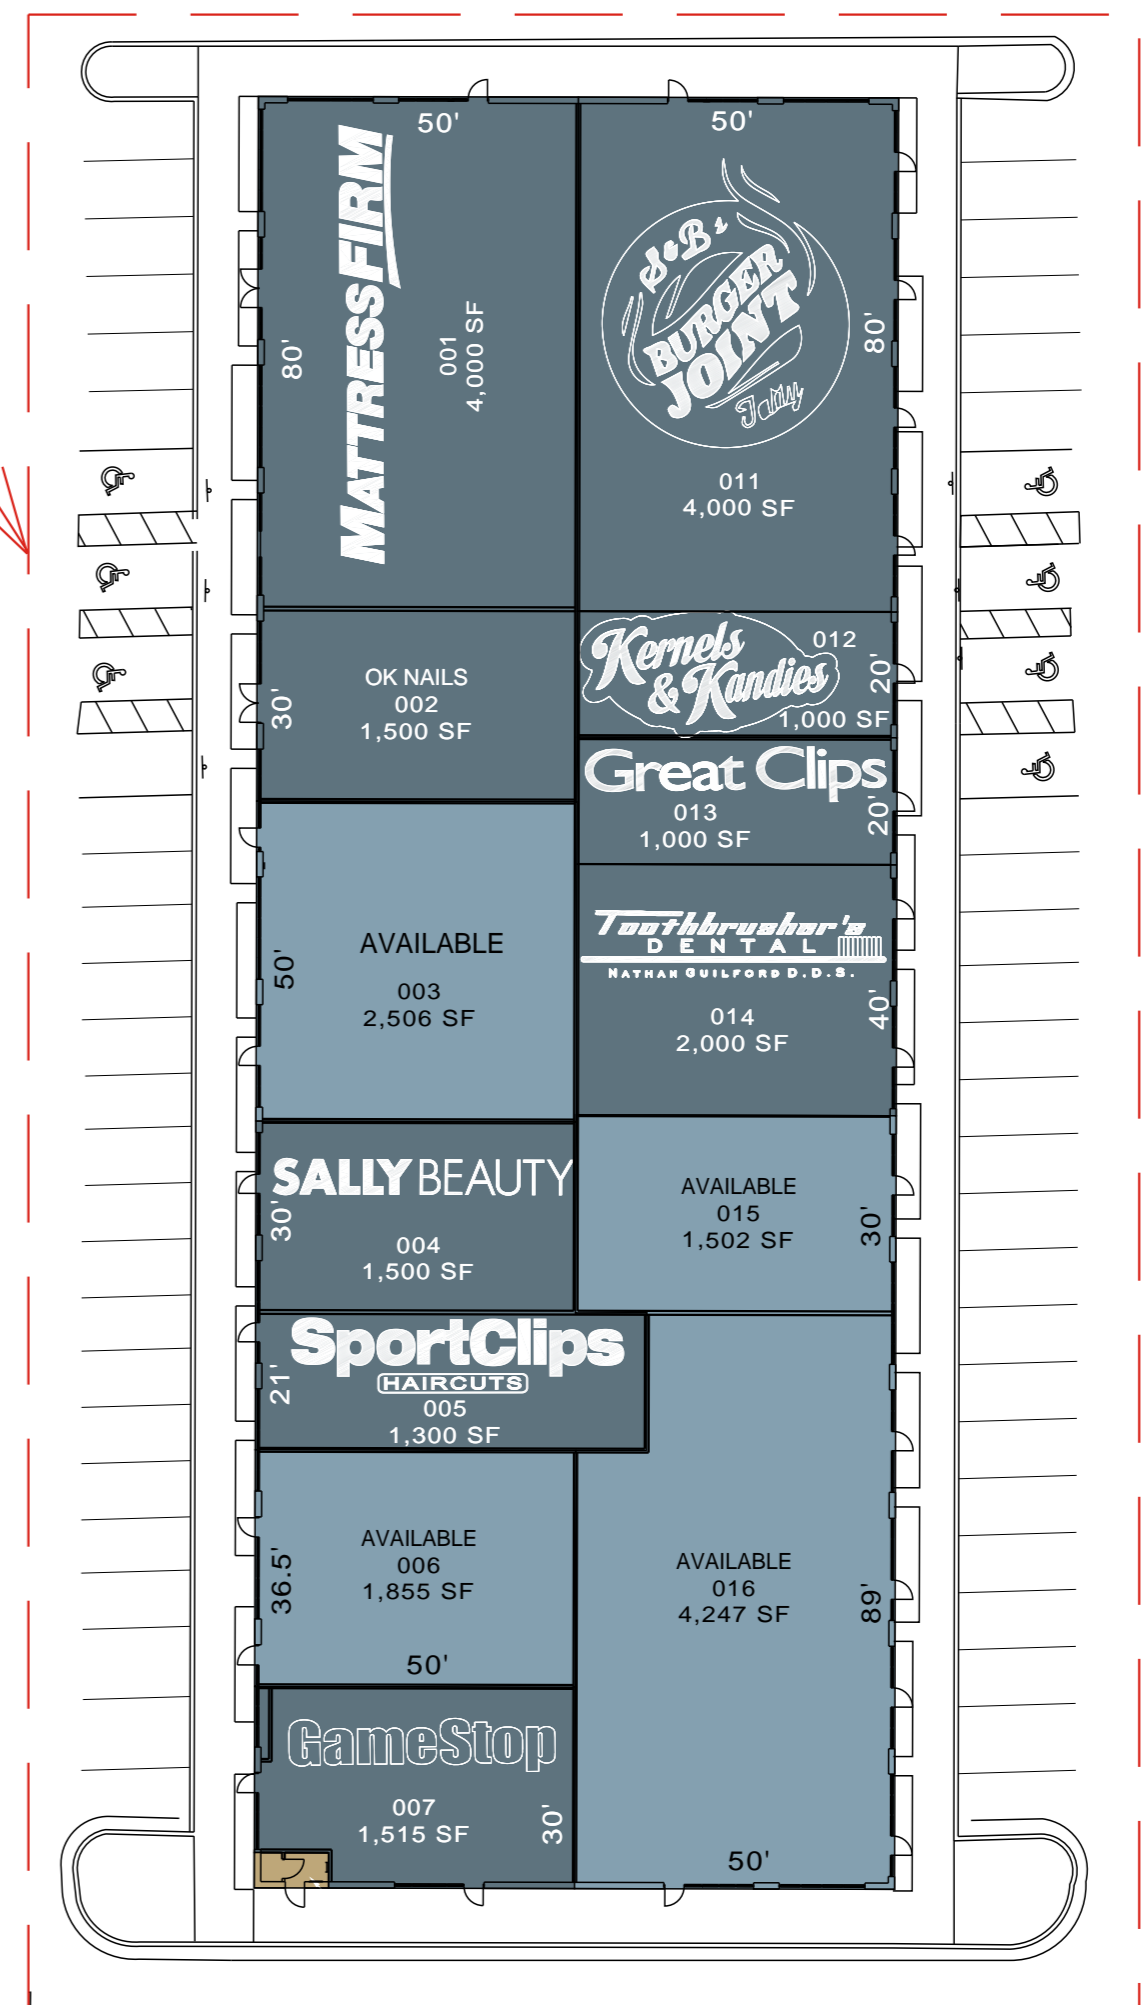 50'
MATTRESSFIRM
001
4,000 SF
80'
50'
S&B's
BURGER
JOINT
80'
011
4,000 SF
OK NAILS
002
1,500 SF
30'
Kernels
& Kandies
012
20'
1,000 SF
Great Clips
013
1,000 SF
20'
AVAILABLE
003
2,506 SF
50'
Toothbrusher's
DENTAL
NATHAN GUILFORD D.D.S.
014
2,000 SF
40'
SALLY BEAUTY
30'
004
1,500 SF
AVAILABLE
015
1,502 SF
30'
SportClips
HAIRCUTS
21'
005
1,300 SF
AVAILABLE
006
1,855 SF
36.5'
50'
AVAILABLE
016
4,247 SF
89'
50'
GameStop
007
1,515 SF
30'